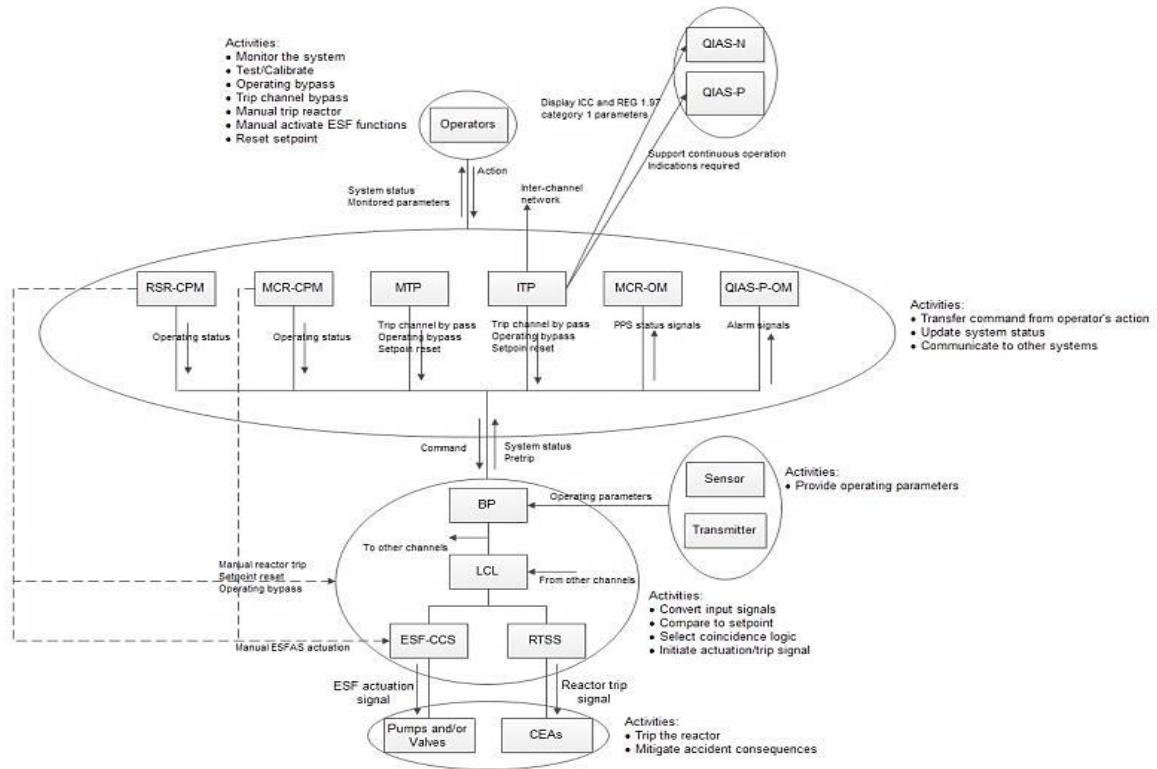 Activities:
• Monitor the system
• Test/Calibrate
• Operating bypass
• Trip channel bypass
• Manual trip reactor
• Manual activate ESF functions
• Reset setpoint
Operators
QIAS-N
QIAS-P
Display ICC and REG 1.97
category 1 parameters
Support continuous operation
Indications required
System status
Monitored parameters
Action
Inter-channel
network
RSR-CPM
MCR-CPM
MTP
ITP
MCR-OM
QIAS-P-OM
Operating status
Operating status
Trip channel by pass
Operating bypass
Setpoin reset
Trip channel by pass
Operating bypass
Setpoin reset
PPS status signals
Alarm signals
Activities:
• Transfer command from operator's action
• Update system status
• Communicate to other systems
Command
System status
Pretrip
Sensor
Transmitter
Activities:
• Provide operating parameters
BP
Operating parameters
To other channels
LCL
From other channels
Manual reactor trip
Setpoint reset
Operating bypass
Activities:
• Convert input signals
• Compare to setpoint
• Select coincidence logic
• Initiate actuation/trip signal
ESF-CCS
RTSS
Manual ESFAS actuation
ESF actuation
signal
Reactor trip
signal
Pumps and/or
Valves
CEAs
Activities:
• Trip the reactor
• Mitigate accident consequences